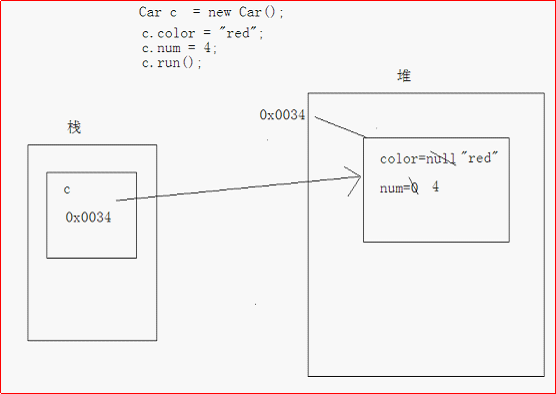 Car c  = new Car();
c.color = "red";
c.num = 4;
c.run();
堆
栈
0x0034
color=null "red"
num=0 4
c
0x0034